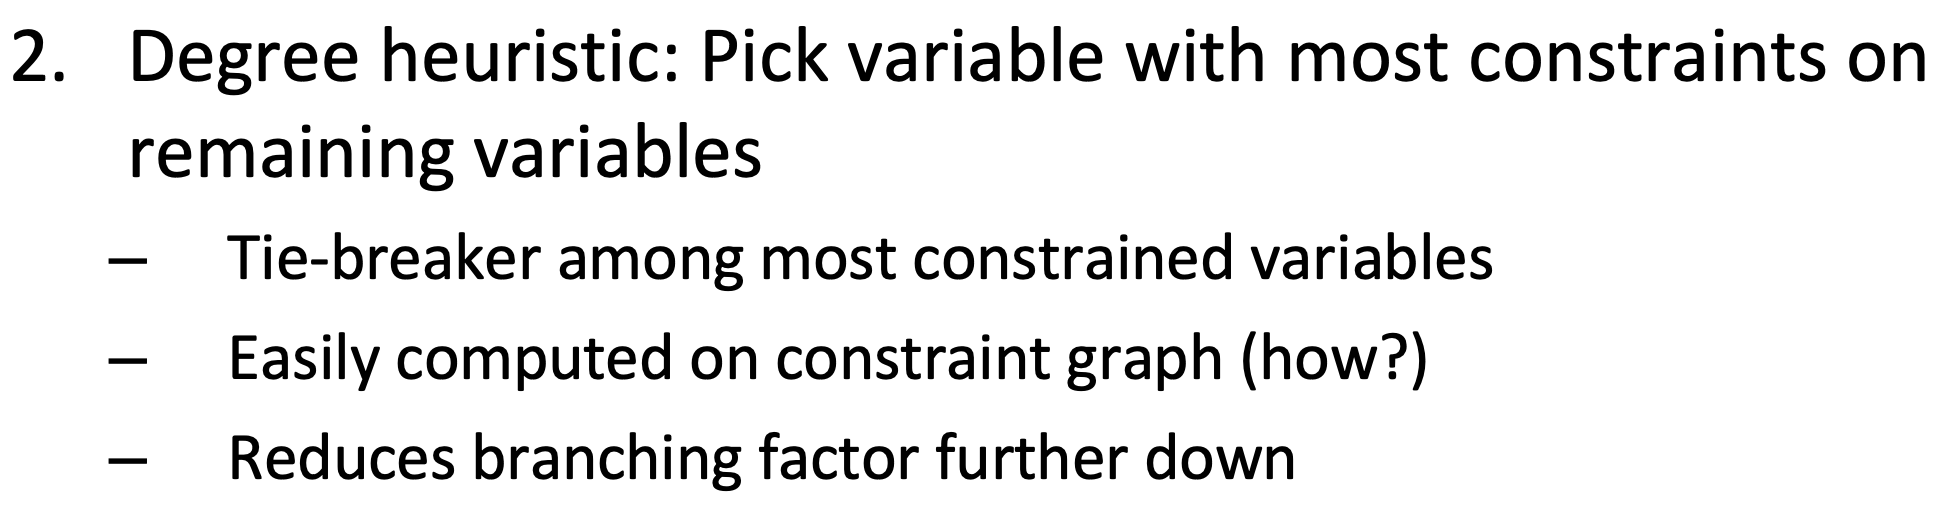 2. Degree heuristic: Pick variable with most constraints on
remaining variables
– Tie-breaker among most constrained variables
– Easily computed on constraint graph (how?)
– Reduces branching factor further down